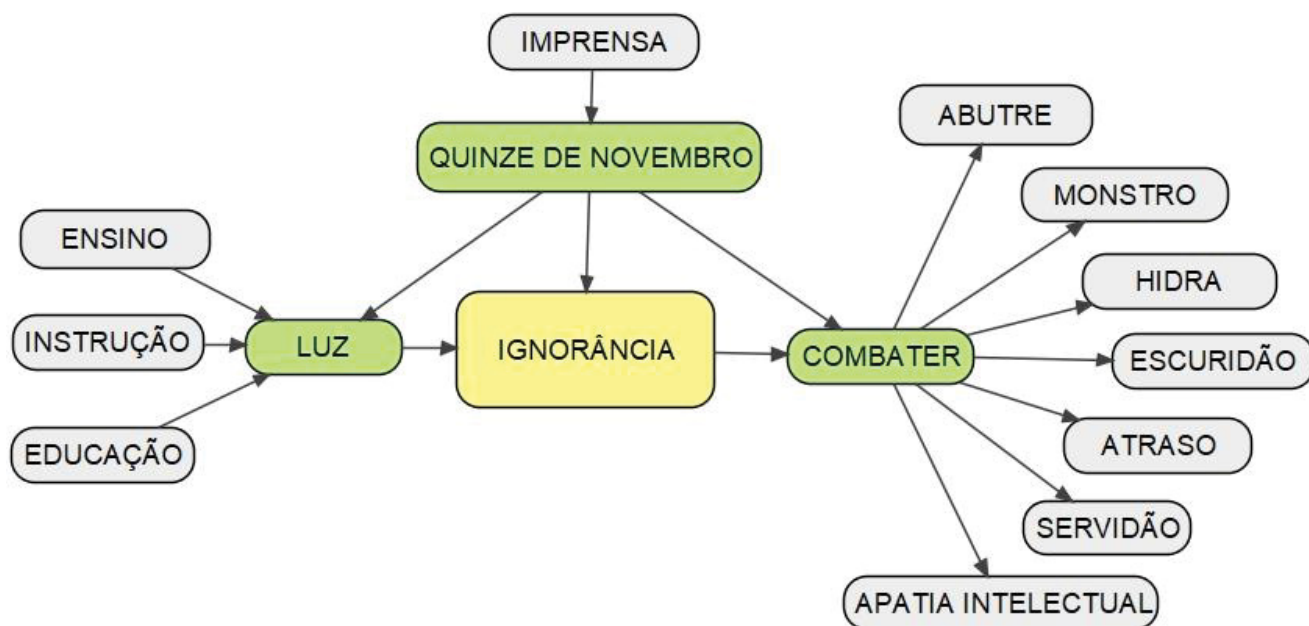 IMPRENSA
ABUTRE
QUINZE DE NOVEMBRO
MONSTRO
ENSINO
HIDRA
INSTRUÇÃO
LUZ
IGNORÂNCIA
COMBATER
ESCURIDÃO
EDUCAÇÃO
ATRASO
SERVIDÃO
APATIA INTELECTUAL